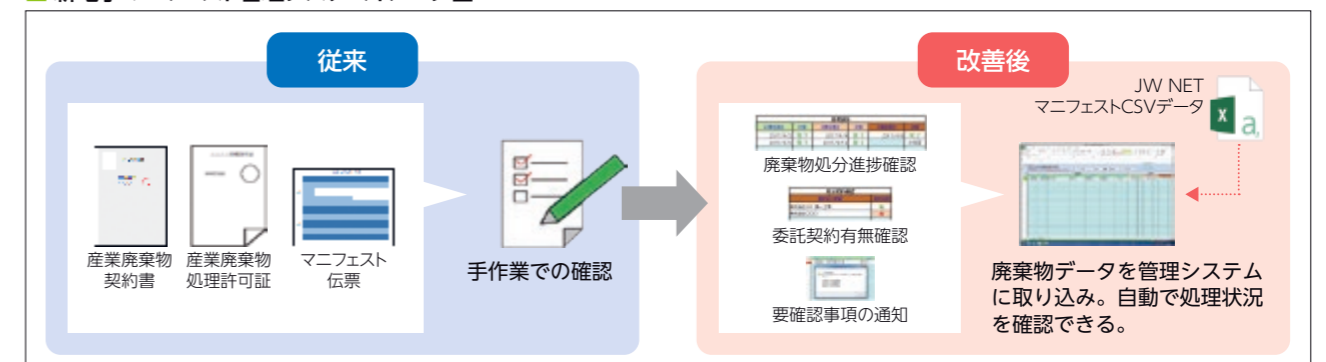 従来
産業廃棄物
契約書
産業廃棄物
処理許可証
マニフェスト
伝票
手作業での確認
改善後
JW NET
マニフェストCSVデータ
廃棄物処分進捗確認
委託契約有無確認
要確認事項の通知
廃棄物データを管理システム
に取り込み。自動で処理状況
を確認できる。